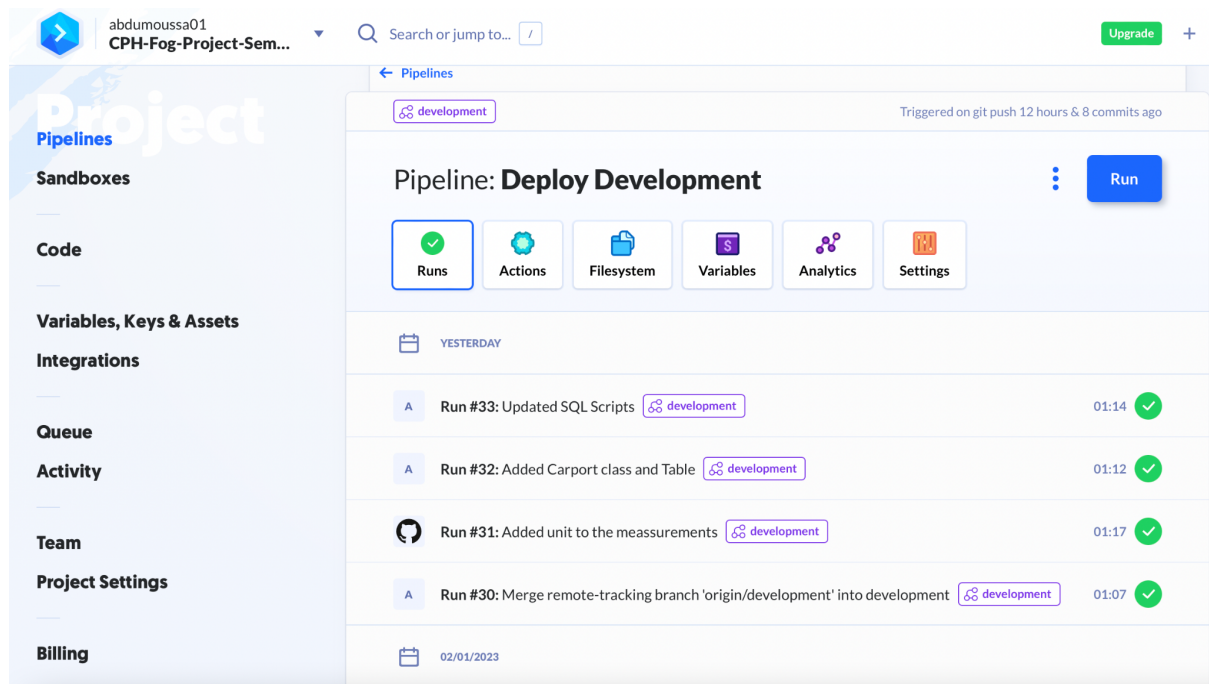 abdumoussa01
CPH-Fog-Project-Sem...
Search or jump to... /
Upgrade
+
Project
Pipelines
Sandboxes
Code
Variables, Keys & Assets
Integrations
Queue
Activity
Team
Project Settings
Billing
← Pipelines
development
Triggered on git push 12 hours & 8 commits ago
Pipeline: Deploy Development
Run
Runs
Actions
Filesystem
S
Variables
Analytics
Settings
YESTERDAY
A Run #33: Updated SQL Scripts development 01:14
A Run #32: Added Carport class and Table development 01:12
Run #31: Added unit to the meassurements development 01:17
A Run #30: Merge remote-tracking branch 'origin/development' into development development 01:07
02/01/2023